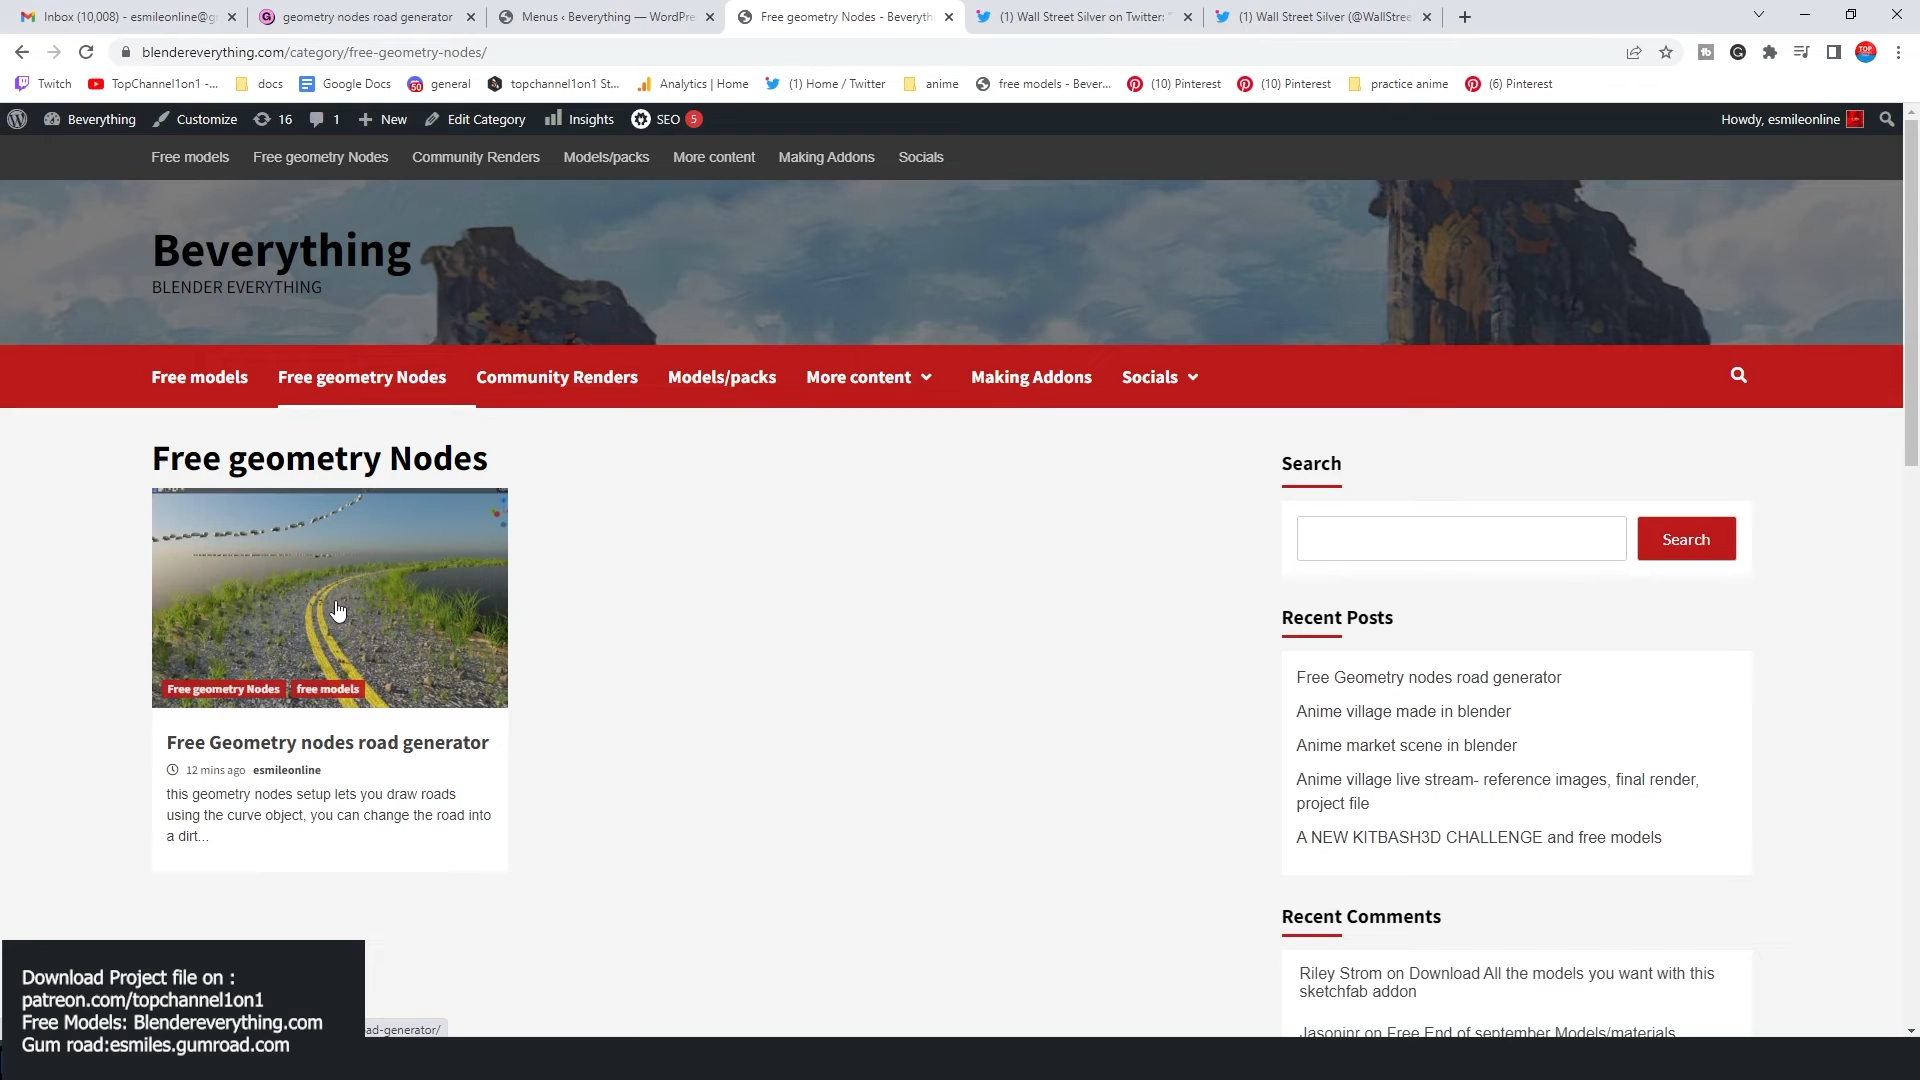 Inbox (10,008) - esmileonline@g
geometry nodes road generator
Menus ‹ Beverything — WordPre
Free geometry Nodes - Beveryth
(1) Wall Street Silver on Twitter: "
(1) Wall Street Silver (@WallStree
blendereverything.com/category/free-geometry-nodes/
Twitch
TopChannel1on1 -...
docs
Google Docs
general
topchannel1on1 St...
Analytics | Home
(1) Home / Twitter
anime
free models - Bever...
(10) Pinterest
(10) Pinterest
practice anime
(6) Pinterest
Beverything
Customize
16
1
New
Edit Category
Insights
SEO
5
Howdy, esmileonline
Free models
Free geometry Nodes
Community Renders
Models/packs
More content
Making Addons
Socials
Beverything
BLENDER EVERYTHING
Free models
Free geometry Nodes
Community Renders
Models/packs
More content
Making Addons
Socials
Free geometry Nodes
Free geometry Nodes
free models
Free Geometry nodes road generator
12 mins ago esmileonline
this geometry nodes setup lets you draw roads
using the curve object, you can change the road into
a dirt...
Search
Search
Recent Posts
Free Geometry nodes road generator
Anime village made in blender
Anime market scene in blender
Anime village live stream- reference images, final render,
project file
A NEW KITBASH3D CHALLENGE and free models
Recent Comments
Riley Strom on Download All the models you want with this
sketchfab addon
Jasoninr on Free End of september Models/materials
Download Project file on :
patreon.com/topchannel1on1
Free Models: Blendereverything.com
Gum road:esmiles.gumroad.com
ad-generator/